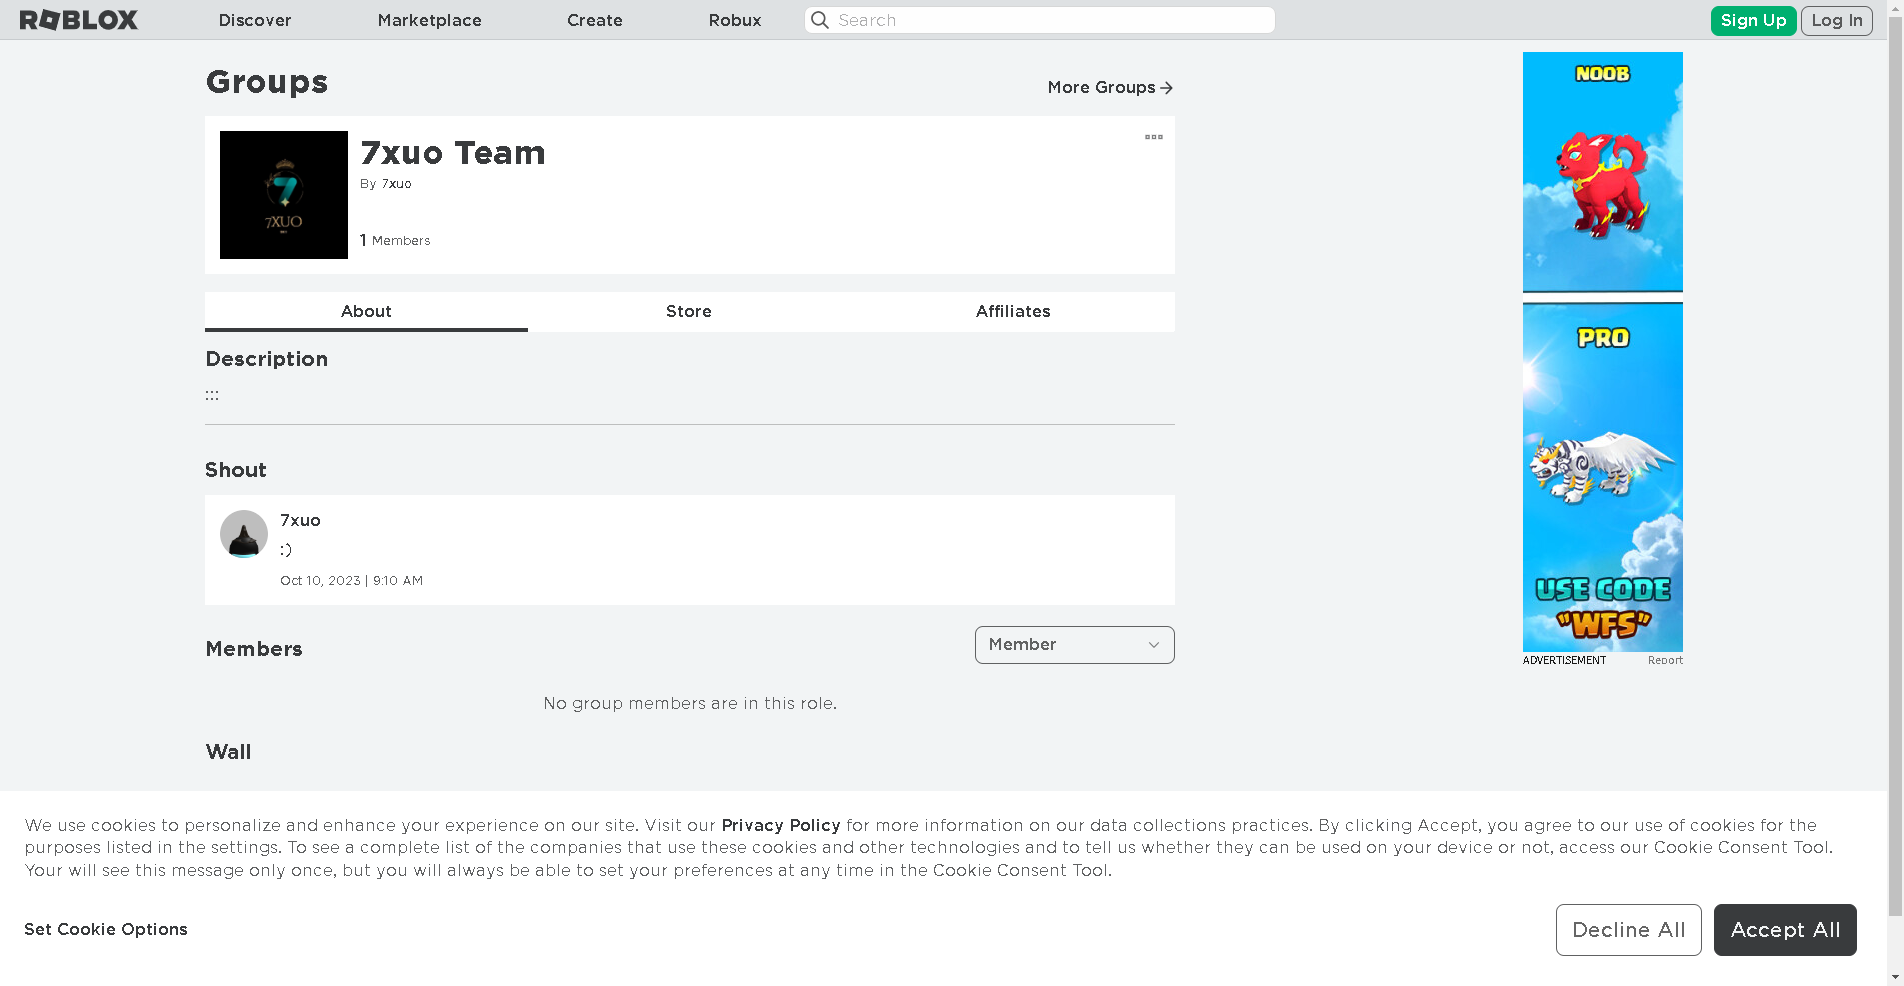 ROBLOX
Discover
Marketplace
Create
Robux
Search
Sign Up
Log In
Groups
More Groups
7xuo Team
By 7xuo
7
7XUO
1 Members
About
Store
Affiliates
Description
:::
Shout
7xuo
:)
Oct 10, 2023 | 9:10 AM
Members
Member
No group members are in this role.
Wall
NOOB
PRO
USE CODE
"WFS"
ADVERTISEMENT
Report
We use cookies to personalize and enhance your experience on our site. Visit our Privacy Policy for more information on our data collections practices. By clicking Accept, you agree to our use of cookies for the
purposes listed in the settings. To see a complete list of the companies that use these cookies and other technologies and to tell us whether they can be used on your device or not, access our Cookie Consent Tool.
Your will see this message only once, but you will always be able to set your preferences at any time in the Cookie Consent Tool.
Set Cookie Options
Decline All
Accept All